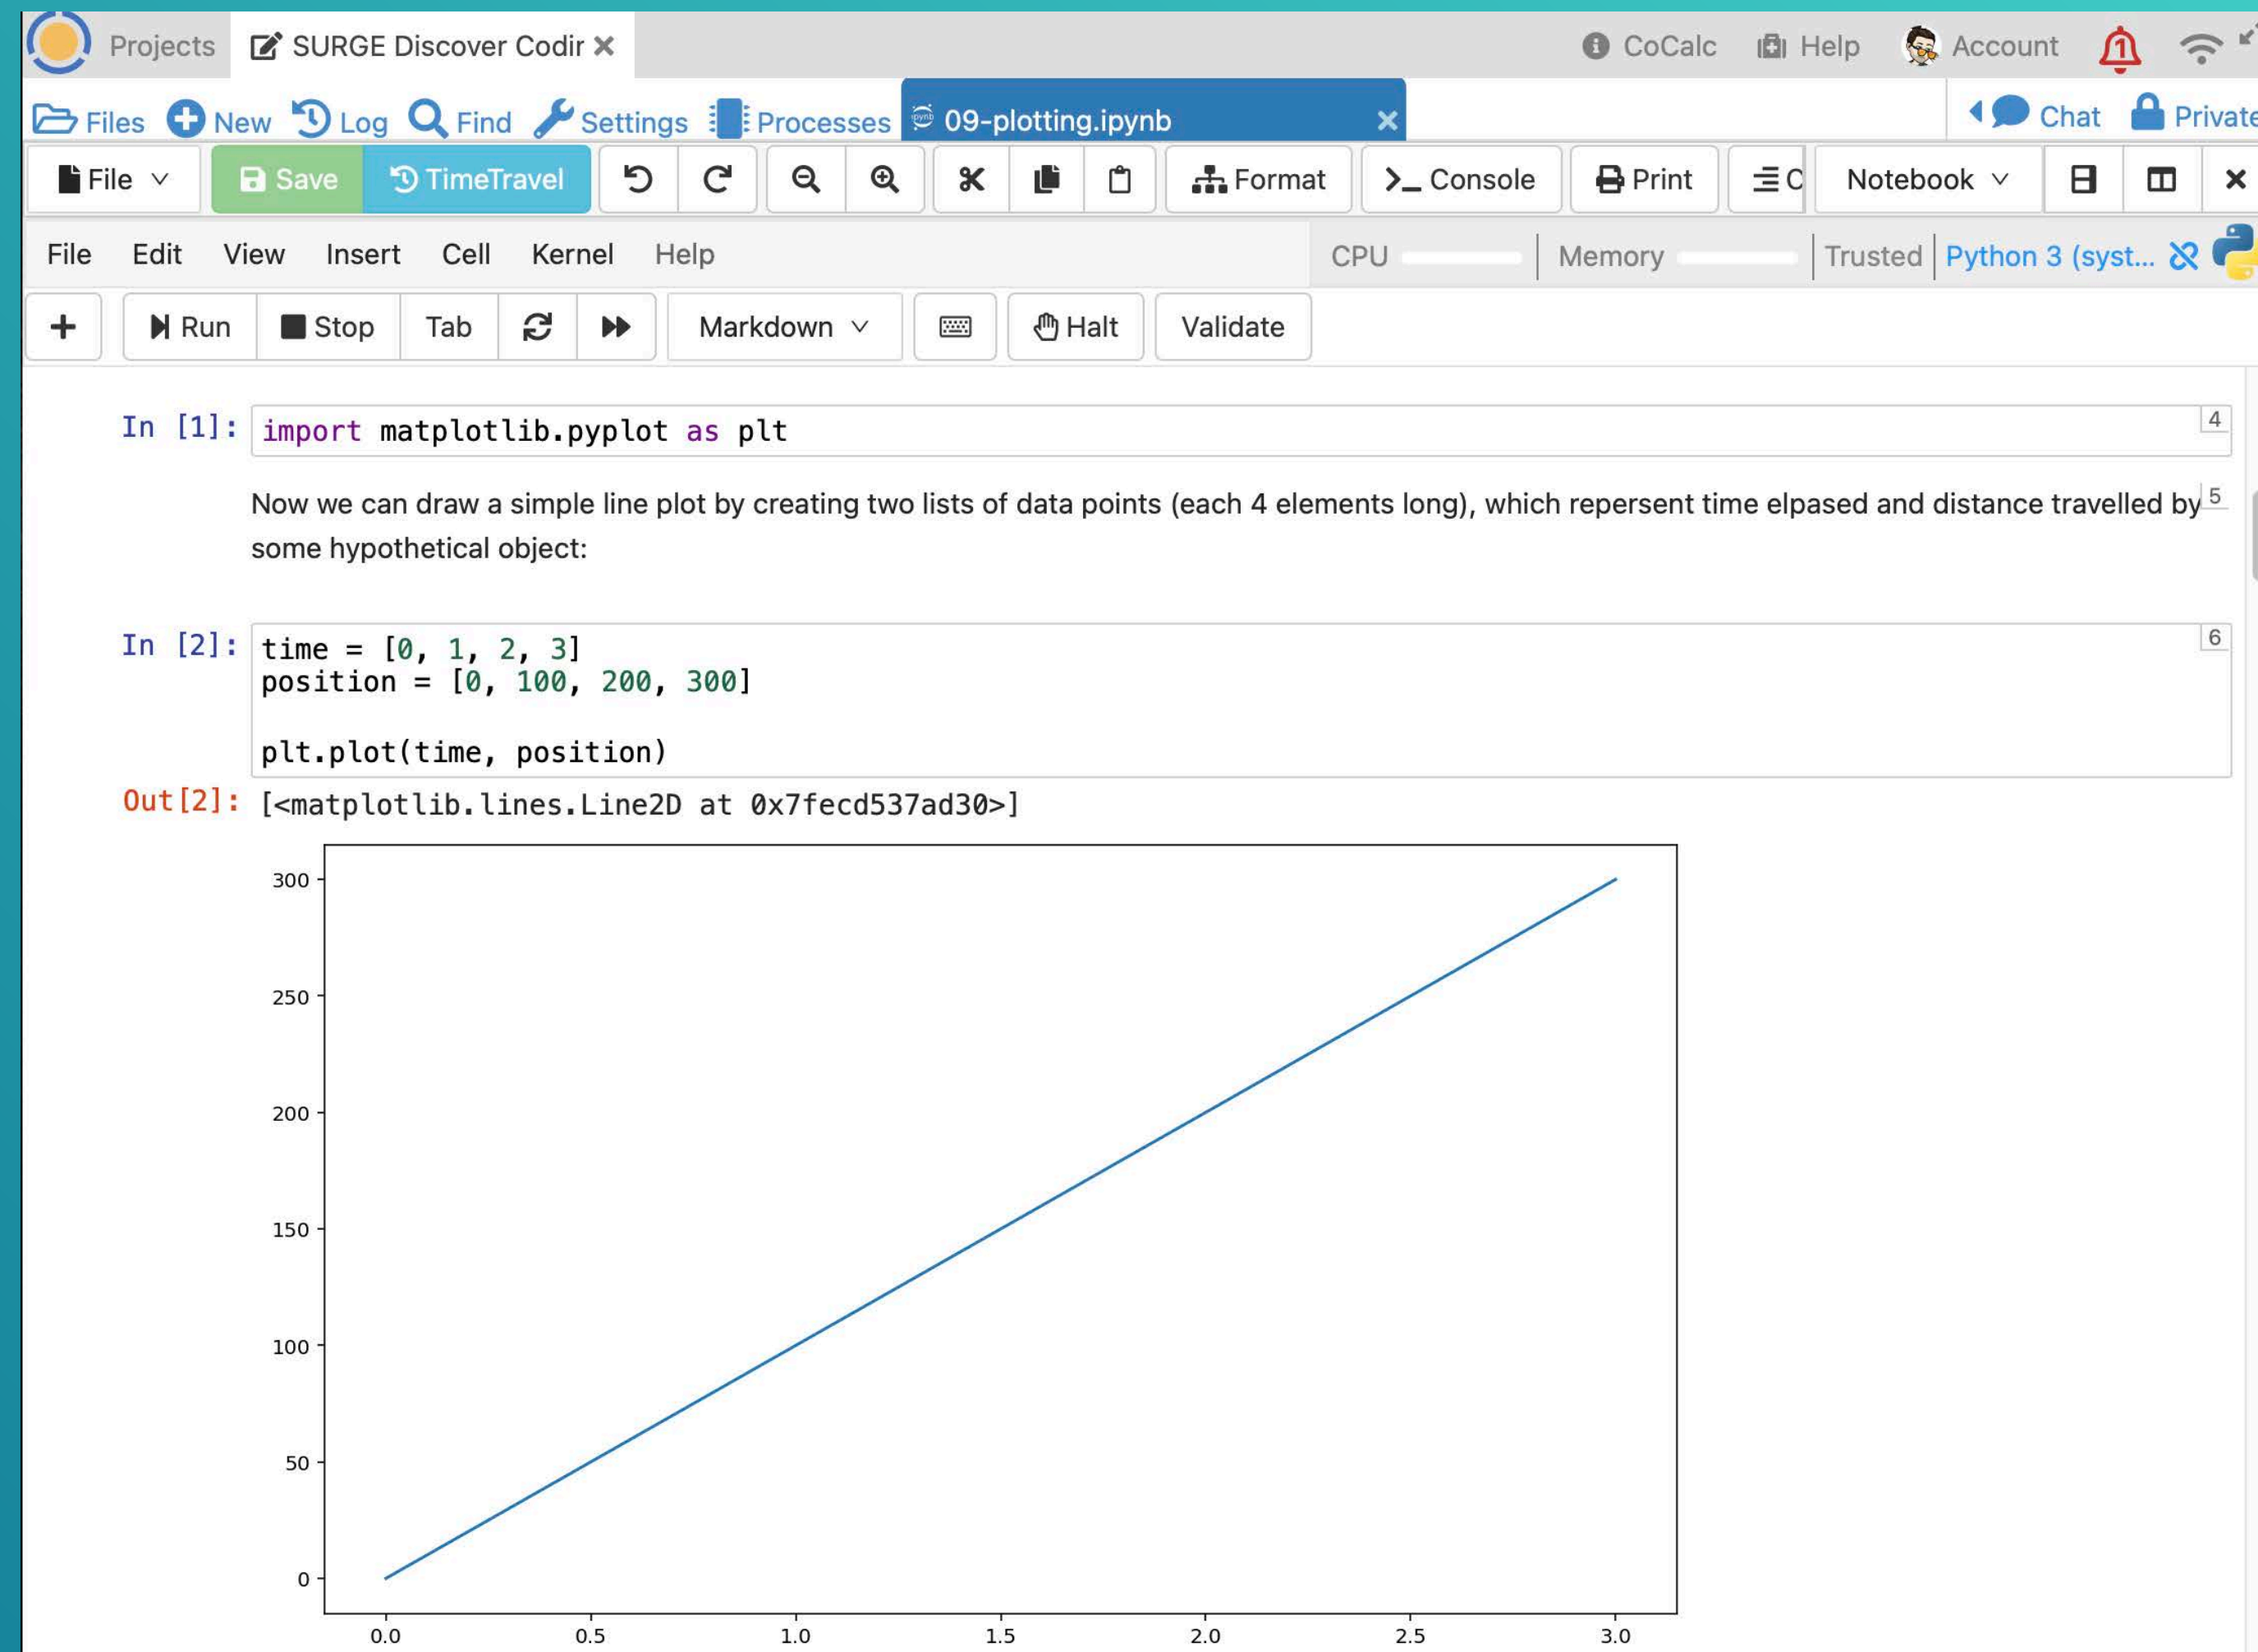 Projects SURGE Discover Codir CoCalc Help Account 1
Files New Log Find Settings Processes 09-plotting.ipynb Chat Private
File Save TimeTravel Format Console Print C Notebook
File Edit View Insert Cell Kernel Help CPU Memory Trusted Python 3 (syst...
Run Stop Tab Markdown Halt Validate
In [1]: import matplotlib.pyplot as plt 4
Now we can draw a simple line plot by creating two lists of data points (each 4 elements long), which repersent time elpased and distance travelled by 5
some hypothetical object:
In [2]: time = [0, 1, 2, 3] 6
position = [0, 100, 200, 300]
plt.plot(time, position)
Out[2]: [<matplotlib.lines.Line2D at 0x7fecd537ad30>]
300
250
200
150
100
50
0
0.0 0.5 1.0 1.5 2.0 2.5 3.0